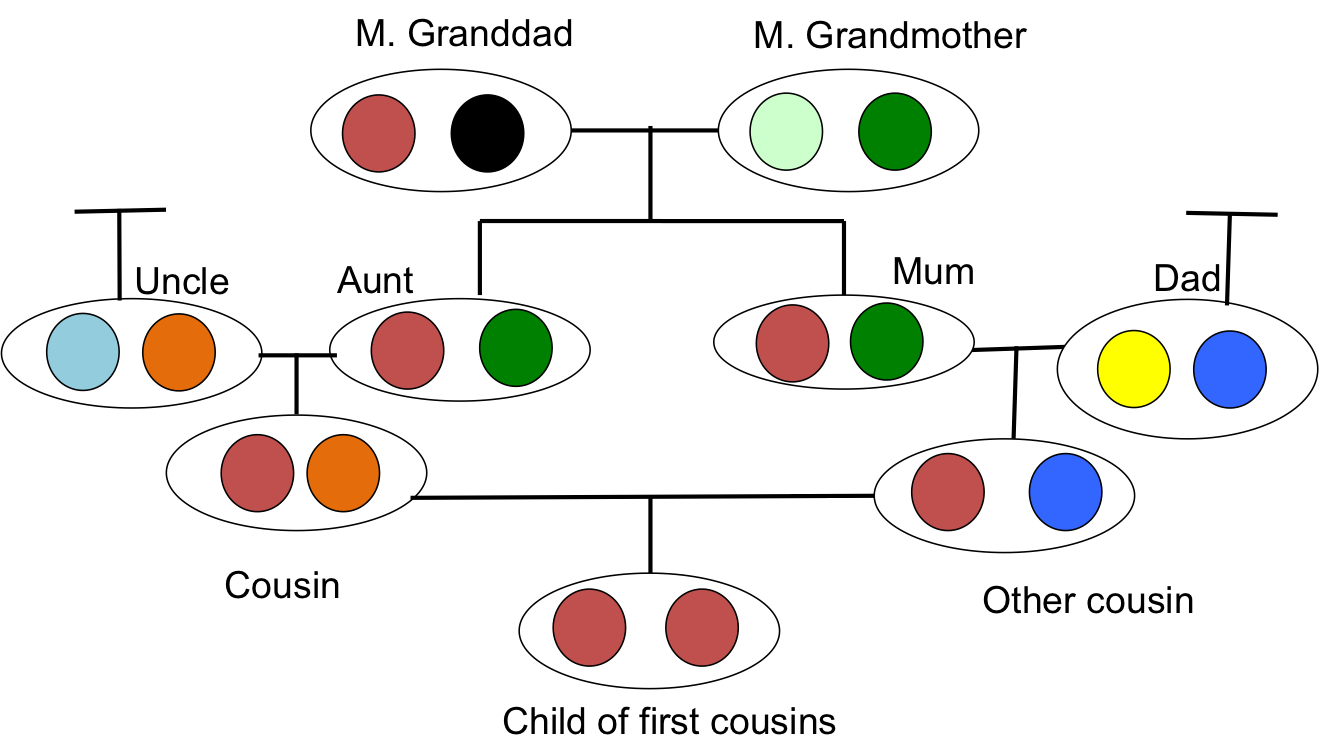 M. Granddad
M. Grandmother
Uncle
Aunt
Mum
Dad
Cousin
Other cousin
Child of first cousins